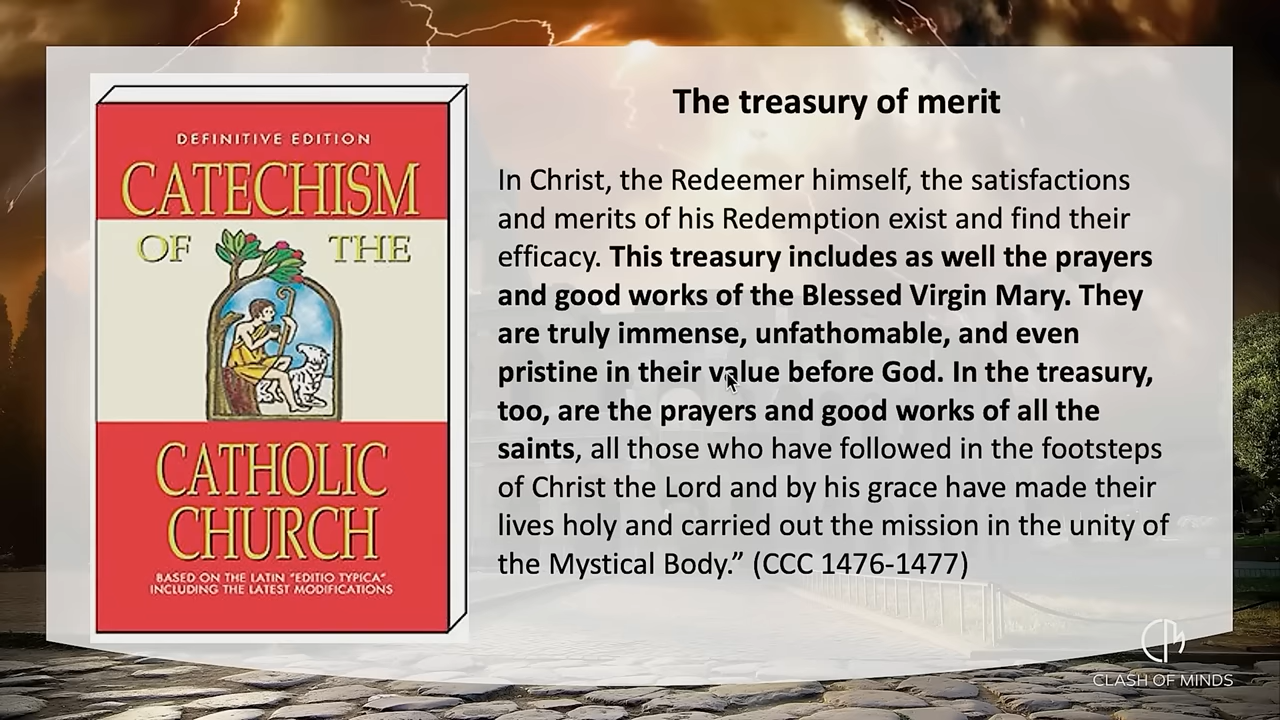 DEFINITIVE EDITION
CATECHISM
OF THE
CATHOLIC
CHURCH
BASED ON THE LATIN "EDITIO TYPICA"
INCLUDING THE LATEST MODIFICATIONS
The treasury of merit
In Christ, the Redeemer himself, the satisfactions
and merits of his Redemption exist and find their
efficacy. This treasury includes as well the prayers
and good works of the Blessed Virgin Mary. They
are truly immense, unfathomable, and even
pristine in their value before God. In the treasury,
too, are the prayers and good works of all the
saints, all those who have followed in the footsteps
of Christ the Lord and by his grace have made their
lives holy and carried out the mission in the unity of
the Mystical Body.” (CCC 1476-1477)
CLASH OF MINDS